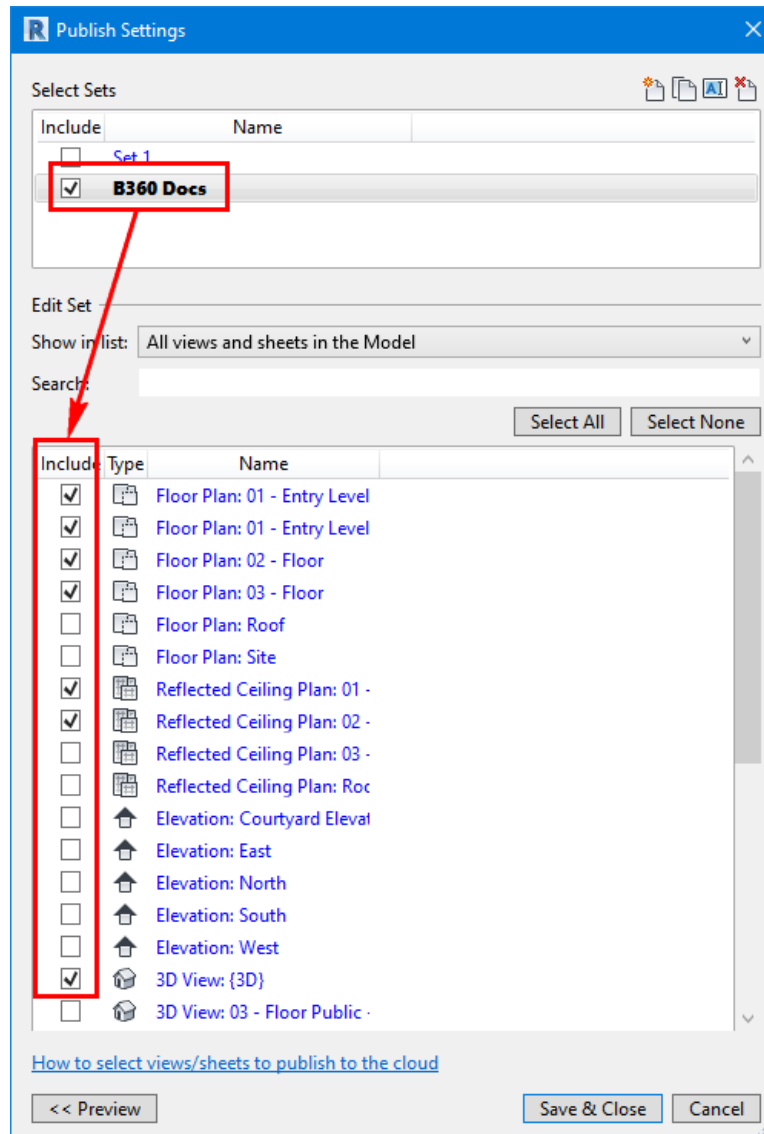 Publish Settings
Select Sets
Include Name
Set 1
B360 Docs
Edit Set
Show in list: All views and sheets in the Model
Search:
Select All Select None
Include Type Name
Floor Plan: 01 - Entry Level
Floor Plan: 01 - Entry Level
Floor Plan: 02 - Floor
Floor Plan: 03 - Floor
Floor Plan: Roof
Floor Plan: Site
Reflected Ceiling Plan: 01 -
Reflected Ceiling Plan: 02 -
Reflected Ceiling Plan: 03 -
Reflected Ceiling Plan: Roo
Elevation: Courtyard Elevat
Elevation: East
Elevation: North
Elevation: South
Elevation: West
3D View: {3D}
3D View: 03 - Floor Public -
How to select views/sheets to publish to the cloud
<< Preview Save & Close Cancel